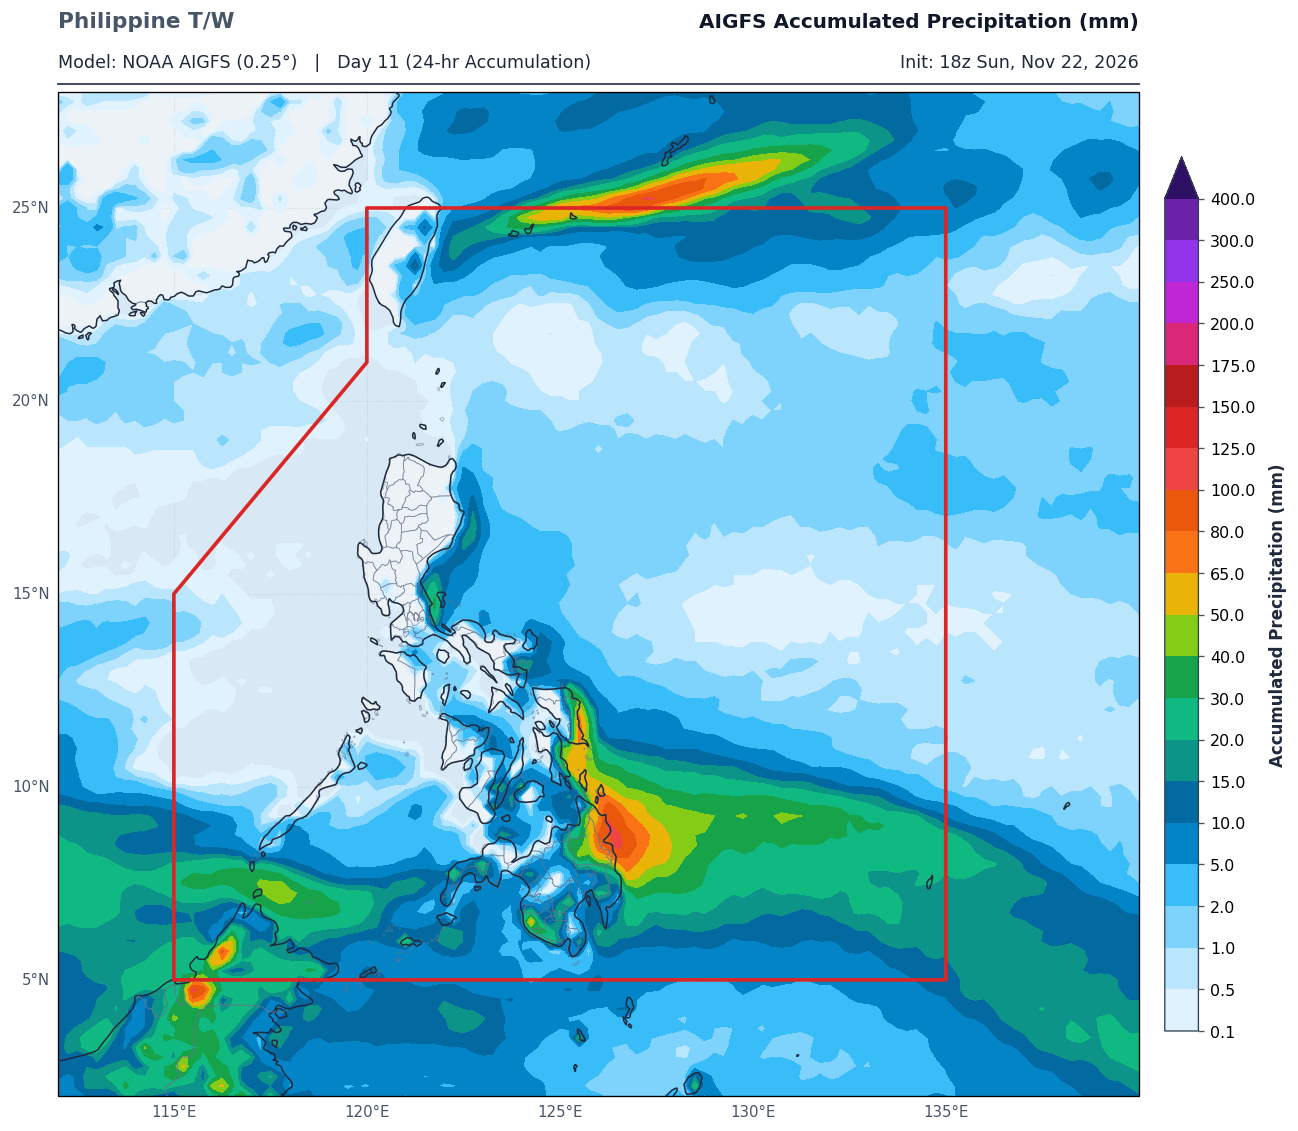 Philippine T/W
AIGFS Accumulated Precipitation (mm)
Model: NOAA AIGFS (0.25°) | Day 11 (24-hr Accumulation)
Init: 18z Sun, Nov 22, 2026
25°N
20°N
15°N
10°N
5°N
115°E
120°E
125°E
130°E
135°E
400.0
300.0
250.0
200.0
175.0
150.0
125.0
100.0
80.0
65.0
50.0
40.0
30.0
20.0
15.0
10.0
5.0
2.0
1.0
0.5
0.1
Accumulated Precipitation (mm)